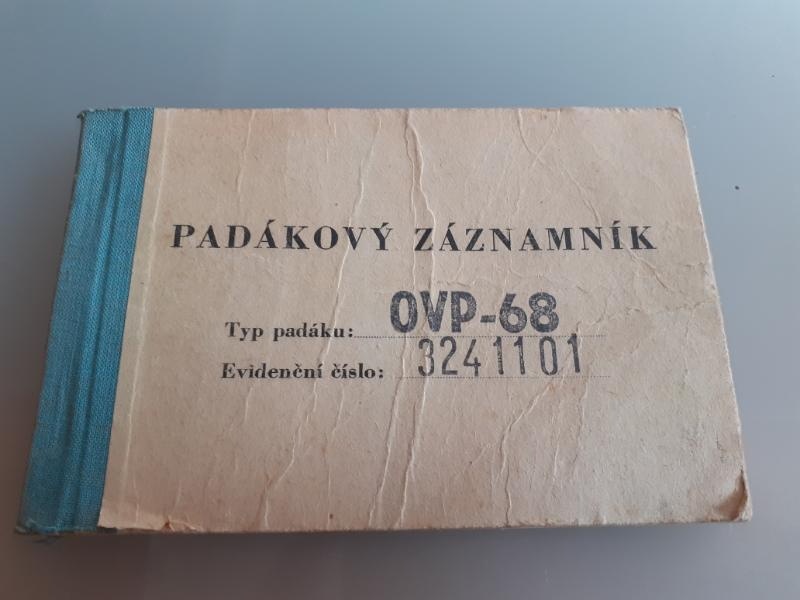 PADÁKOVÝ ZÁZNAMNÍK
Typ padáku: OVP-68
Evidenční číslo: 3241101